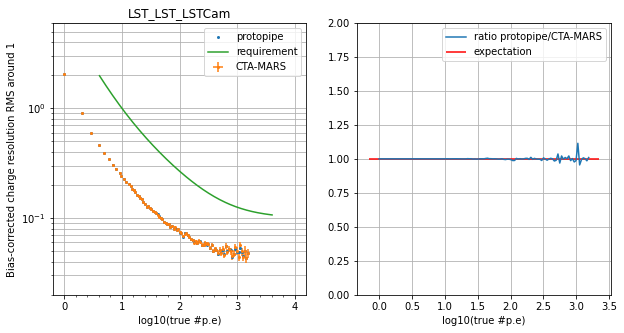 LST_LST_LSTCam
Bias-corrected charge resolution RMS around 1
10^0
10^-1
0
1
2
3
4
log10(true #p.e)
protopipe
requirement
CTA-MARS
2.00
1.75
1.50
1.25
1.00
0.75
0.50
0.25
0.00
0.0
0.5
1.0
1.5
2.0
2.5
3.0
3.5
log10(true #p.e)
ratio protopipe/CTA-MARS
expectation